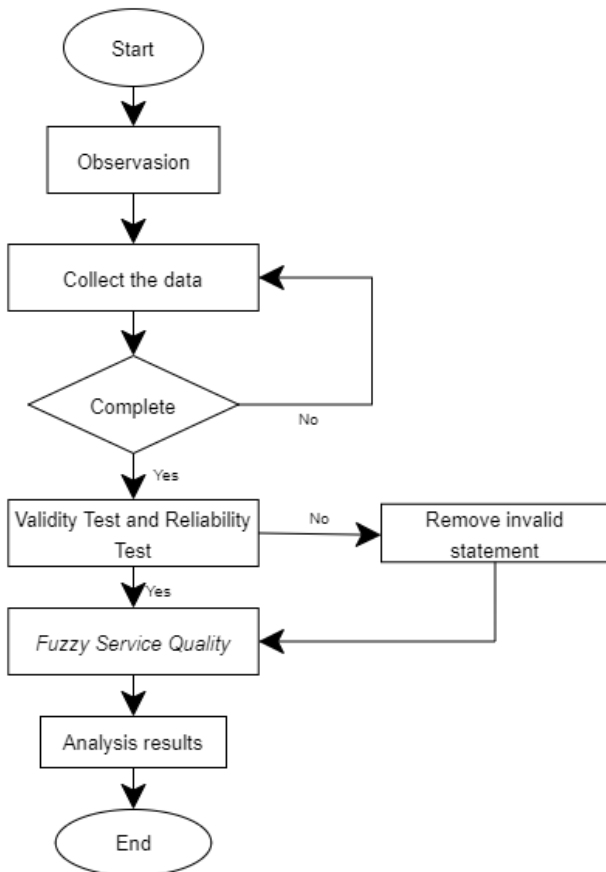 Start
Observasion
Collect the data
Complete
No
Yes
Validity Test and Reliability
Test
No
Remove invalid
statement
Yes
Fuzzy Service Quality
Analysis results
End